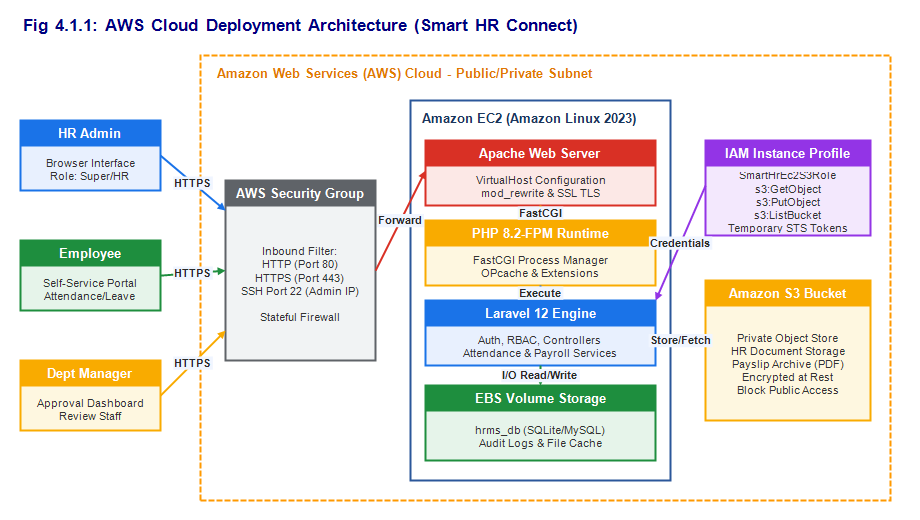 Fig 4.1.1: AWS Cloud Deployment Architecture (Smart HR Connect)
Amazon Web Services (AWS) Cloud - Public/Private Subnet
HR Admin
Browser Interface
Role: Super/HR
HTTPS
Employee
Self-Service Portal
Attendance/Leave
HTTPS
Dept Manager
Approval Dashboard
Review Staff
HTTPS
AWS Security Group
Inbound Filter:
HTTP (Port 80)
HTTPS (Port 443)
SSH Port 22 (Admin IP)
Stateful Firewall
Forward
Amazon EC2 (Amazon Linux 2023)
Apache Web Server
VirtualHost Configuration
mod_rewrite & SSL TLS
FastCGI
PHP 8.2-FPM Runtime
FastCGI Process Manager
OPcache & Extensions
Execute
Laravel 12 Engine
Auth, RBAC, Controllers
Attendance & Payroll Services
I/O Read/Write
EBS Volume Storage
hrms_db (SQLite/MySQL)
Audit Logs & File Cache
IAM Instance Profile
SmartHrEc2S3Role
s3:GetObject
s3:PutObject
s3:ListBucket
Temporary STS Tokens
Credentials
Store/Fetch
Amazon S3 Bucket
Private Object Store
HR Document Storage
Payslip Archive (PDF)
Encrypted at Rest
Block Public Access